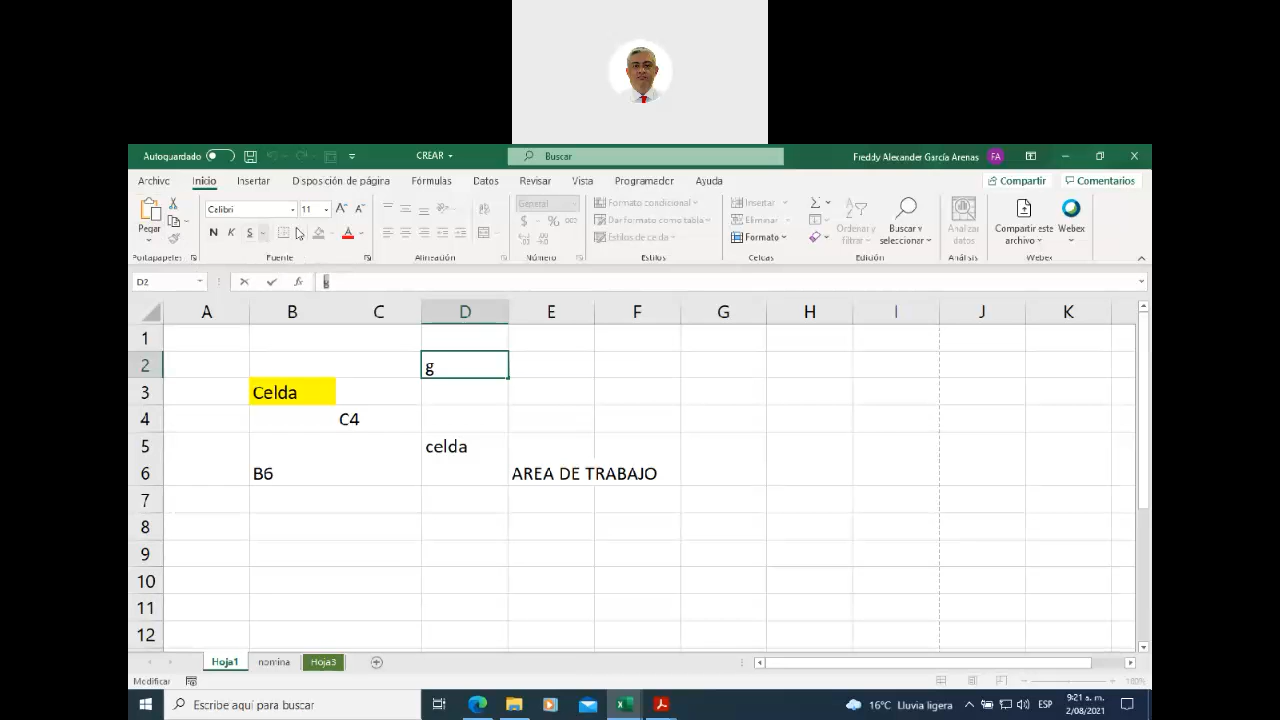 Autoguardado
CREAR
Buscar
Freddy Alexander García Arenas
FA
Archivo Inicio Insertar Disposición de página Fórmulas Datos Revisar Vista Programador Ayuda
Compartir Comentarios
Pegar
Calibri 11
N K S
General
$ % 000
Formato condicional
Dar formato como tabla
Estilos de celda
Insertar
Eliminar
Formato
Ordenar y filtrar
Buscar y seleccionar
Analizar datos
Compartir este archivo
Webex
Portapapeles Fuente Alineación Número Estilos Celdas Edición Análisis Webex
D2 fx g
A B C D E F G H I J K
1
2 g
3 Celda
4 C4
5 celda
6 B6 AREA DE TRABAJO
7
8
9
10
11
12
Hoja1 nomina Hoja3
Modificar 100%
Escribe aquí para buscar
16°C Lluvia ligera
ESP
9:21 a. m.
2/08/2021